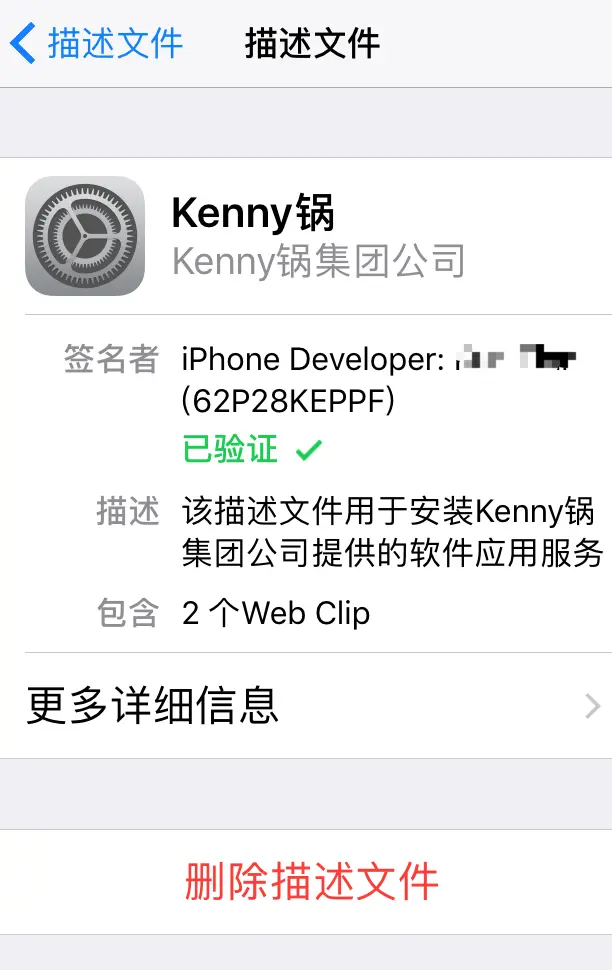 描述文件 描述文件
Kenny锅
Kenny锅集团公司
签名者 iPhone Developer:
(62P28KEPPF)
已验证
描述 该描述文件用于安装Kenny锅
集团公司提供的软件应用服务
包含 2 个Web Clip
更多详细信息
删除描述文件